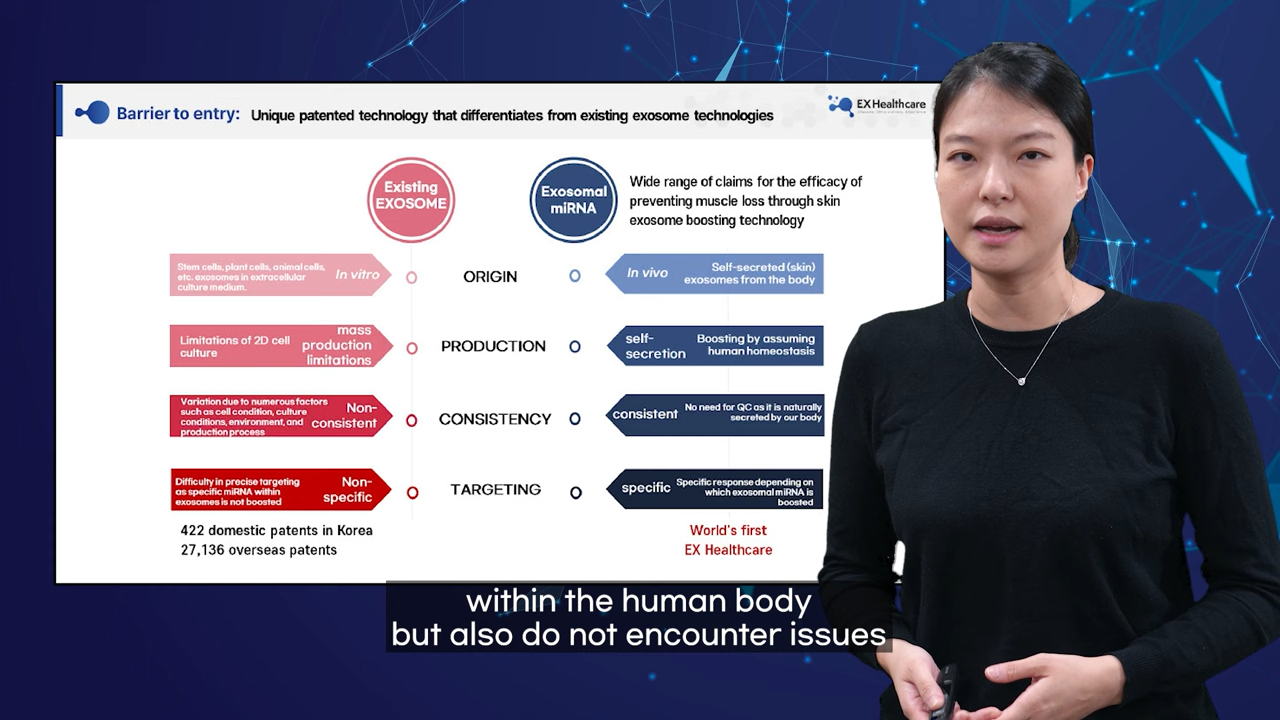 Barrier to entry: Unique patented technology that differentiates from existing exosome technologies
EX Healthcare
Existing
EXOSOME
Exosomal
miRNA
Wide range of claims for the efficacy of
preventing muscle loss through skin
exosome boosting technology
Stem cells, plant cells, animal cells,
etc. exosomes in extracellular
culture medium.
In vitro
ORIGIN
In vivo
Self-secreted (skin)
exosomes from the body
Limitations of 2D cell
culture
mass
production
limitations
PRODUCTION
self-
secretion
Boosting by assuming
human homeostasis
Variation due to numerous factors
such as cell condition, culture
conditions, environment, and
production process
Non-
consistent
CONSISTENCY
consistent
No need for QC as it is naturally
secreted by our body
Difficulty in precise targeting
as specific miRNA within
exosomes is not boosted
Non-
specific
TARGETING
specific
Specific response depending on
which exosomal miRNA is
boosted
422 domestic patents in Korea
27,136 overseas patents
World's first
EX Healthcare
within the human body
but also do not encounter issues